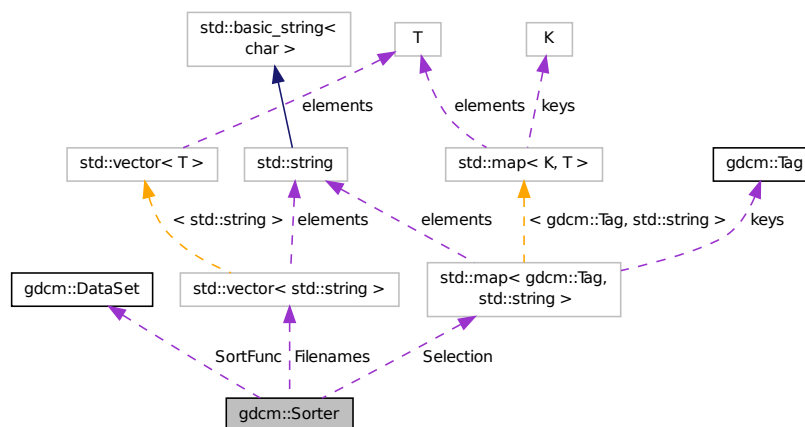 std::basic_string<
char >
T
K
elements
elements
keys
std::vector< T >
std::string
std::map< K, T >
gdcm::Tag
< std::string >
elements
elements
< gdcm::Tag, std::string >
keys
gdcm::DataSet
std::vector< std::string >
std::map< gdcm::Tag,
std::string >
SortFunc
Filenames
Selection
gdcm::Sorter